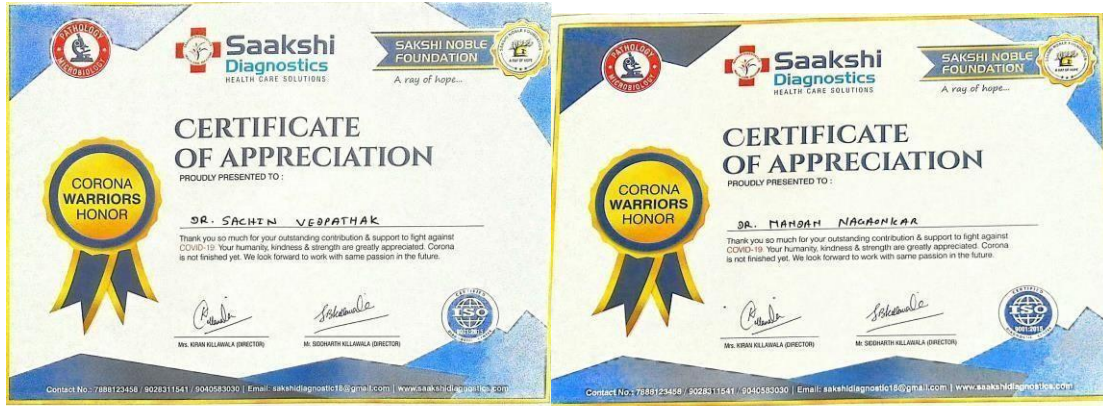 PATHOLOGY
MICROBIOLOGY
Saakshi
Diagnostics
HEALTH CARE SOLUTIONS
SAKSHI NOBLE
FOUNDATION
A ray of hope...
CERTIFICATE
OF APPRECIATION
PROUDLY PRESENTED TO :
CORONA
WARRIORS
HONOR
DR. SACHIN VEDPATHAK
Thank you so much for your outstanding contribution & support to fight against
COVID-19. Your humanity, kindness & strength are greatly appreciated. Corona
is not finished yet. We look forward to work with same passion in the future.
Mrs. KIRAN KILLAWALA (DIRECTOR)
Mr. SIDDHARTH KILLAWALA (DIRECTOR)
CERTIFIED
ISO
9001:2015
Contact No.: 7888123458 / 9028311541 / 9040583030 | Email: sakshidiagnostic18@gmail.com | www.saakshidiagnostics.com
PATHOLOGY
MICROBIOLOGY
Saakshi
Diagnostics
HEALTH CARE SOLUTIONS
SAKSHI NOBLE
FOUNDATION
A ray of hope...
CERTIFICATE
OF APPRECIATION
PROUDLY PRESENTED TO :
CORONA
WARRIORS
HONOR
DR. MANDAN NAGAONKAR
Thank you so much for your outstanding contribution & support to fight against
COVID-19. Your humanity, kindness & strength are greatly appreciated. Corona
is not finished yet. We look forward to work with same passion in the future.
Mrs. KIRAN KILLAWALA (DIRECTOR)
Mr. SIDDHARTH KILLAWALA (DIRECTOR)
CERTIFIED
ISO
9001:2015
Contact No.: 7888123458 / 9028311541 / 9040583030 | Email: sakshidiagnostic18@gmail.com | www.saakshidiagnostics.com